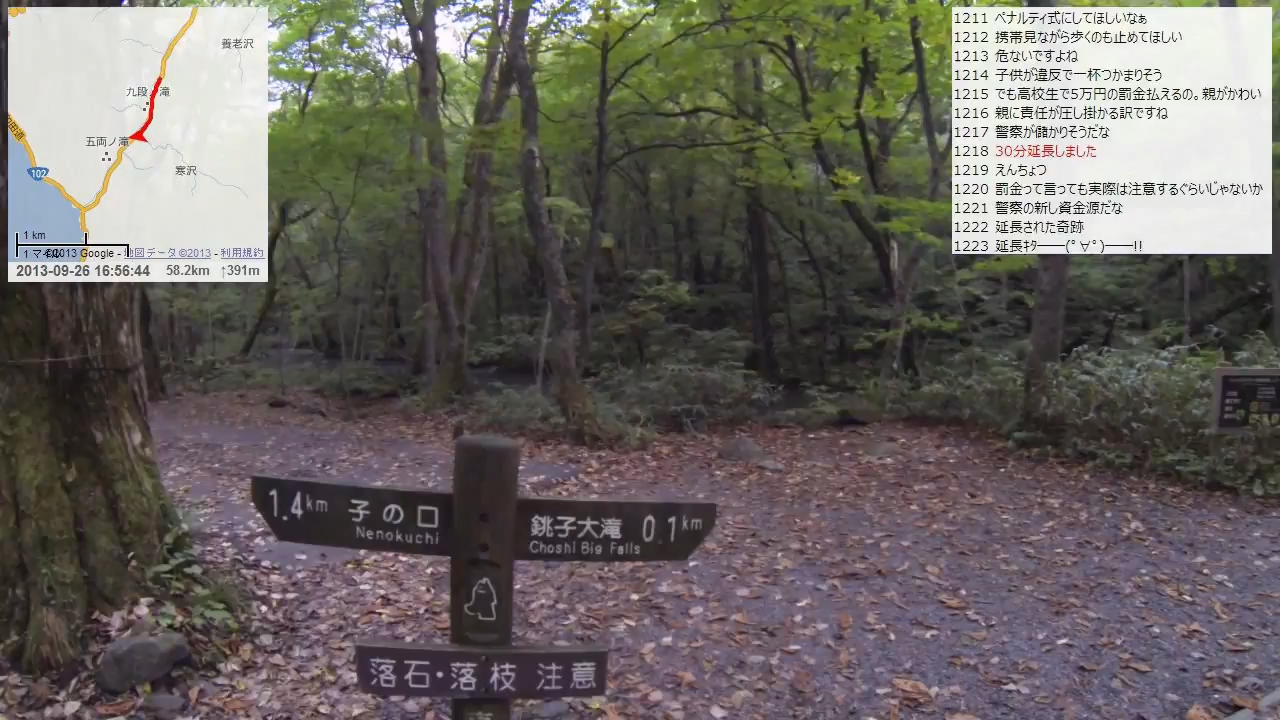 養老沢
九段ノ滝
五両ノ滝
寒沢
102
1 km
1 マイル
©2013 Google - 地図データ ©2013 - 利用規約
2013-09-26 16:56:44 58.2km ↑391m
1211 ペナルティ式にしてほしいなぁ
1212 携帯見ながら歩くのも止めてほしい
1213 危ないですよね
1214 子供が違反で一杯つかまりそう
1215 でも高校生で5万円の罰金払えるの。親がかわい
1216 親に責任が圧し掛かる訳ですね
1217 警察が儲かりそうだな
1218 30分延長しました
1219 えんちょつ
1220 罰金って言っても実際は注意するぐらいじゃないか
1221 警察の新し資金源だな
1222 延長された奇跡
1223 延長ｷﾀ━━(ﾟ∀ﾟ)━━!!
1.4km 子の口
Nenokuchi
銚子大滝 0.1km
Choshi Big Falls
落石・落枝 注意